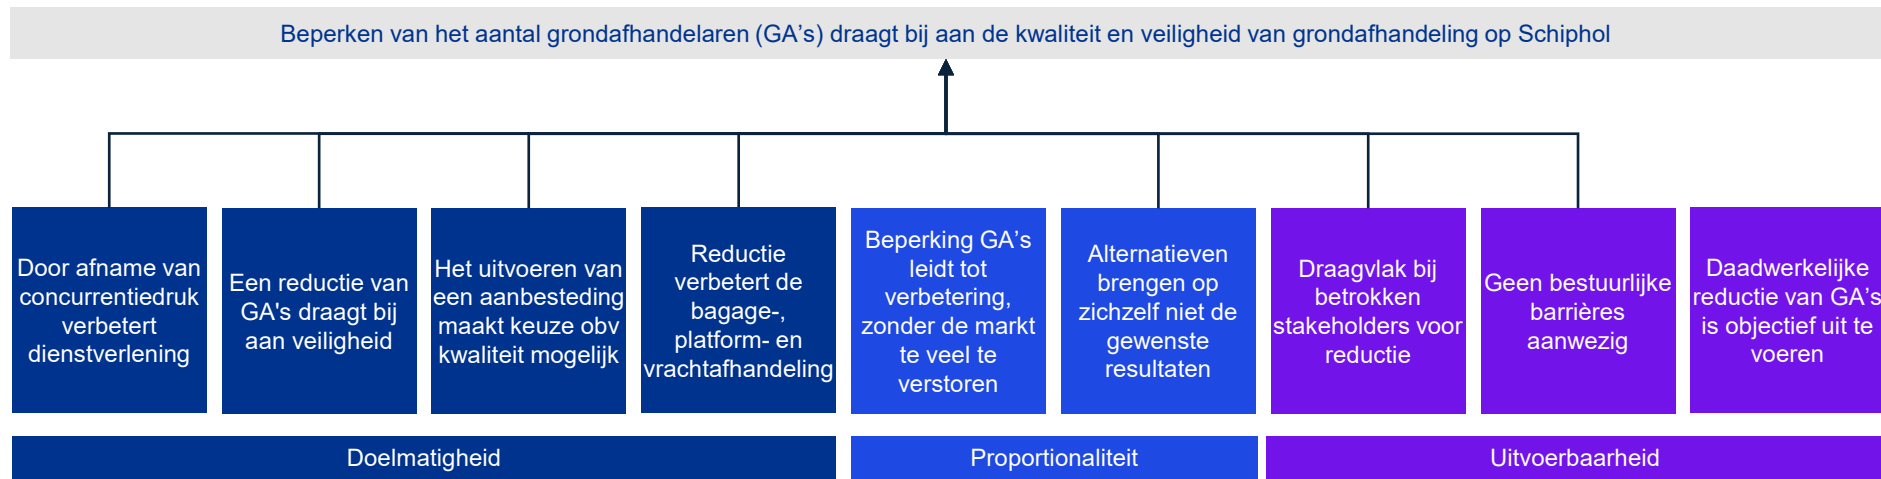 Beperken van het aantal grondafhandelaren (GA’s) draagt bij aan de kwaliteit en veiligheid van grondafhandeling op Schiphol
Door afname van
concurrentiedruk
verbetert
dienstverlening
Een reductie van
GA's draagt bij
aan veiligheid
Het uitvoeren van
een aanbesteding
maakt keuze obv
kwaliteit mogelijk
Reductie
verbetert de
bagage-,
platform- en
vrachtafhandeling
Beperking GA’s
leidt tot
verbetering,
zonder de markt
te veel te
verstoren
Alternatieven
brengen op
zichzelf niet de
gewenste
resultaten
Draagvlak bij
betrokken
stakeholders voor
reductie
Geen bestuurlijke
barrières
aanwezig
Daadwerkelijke
reductie van GA’s
is objectief uit te
voeren
Doelmatigheid
Proportionaliteit
Uitvoerbaarheid